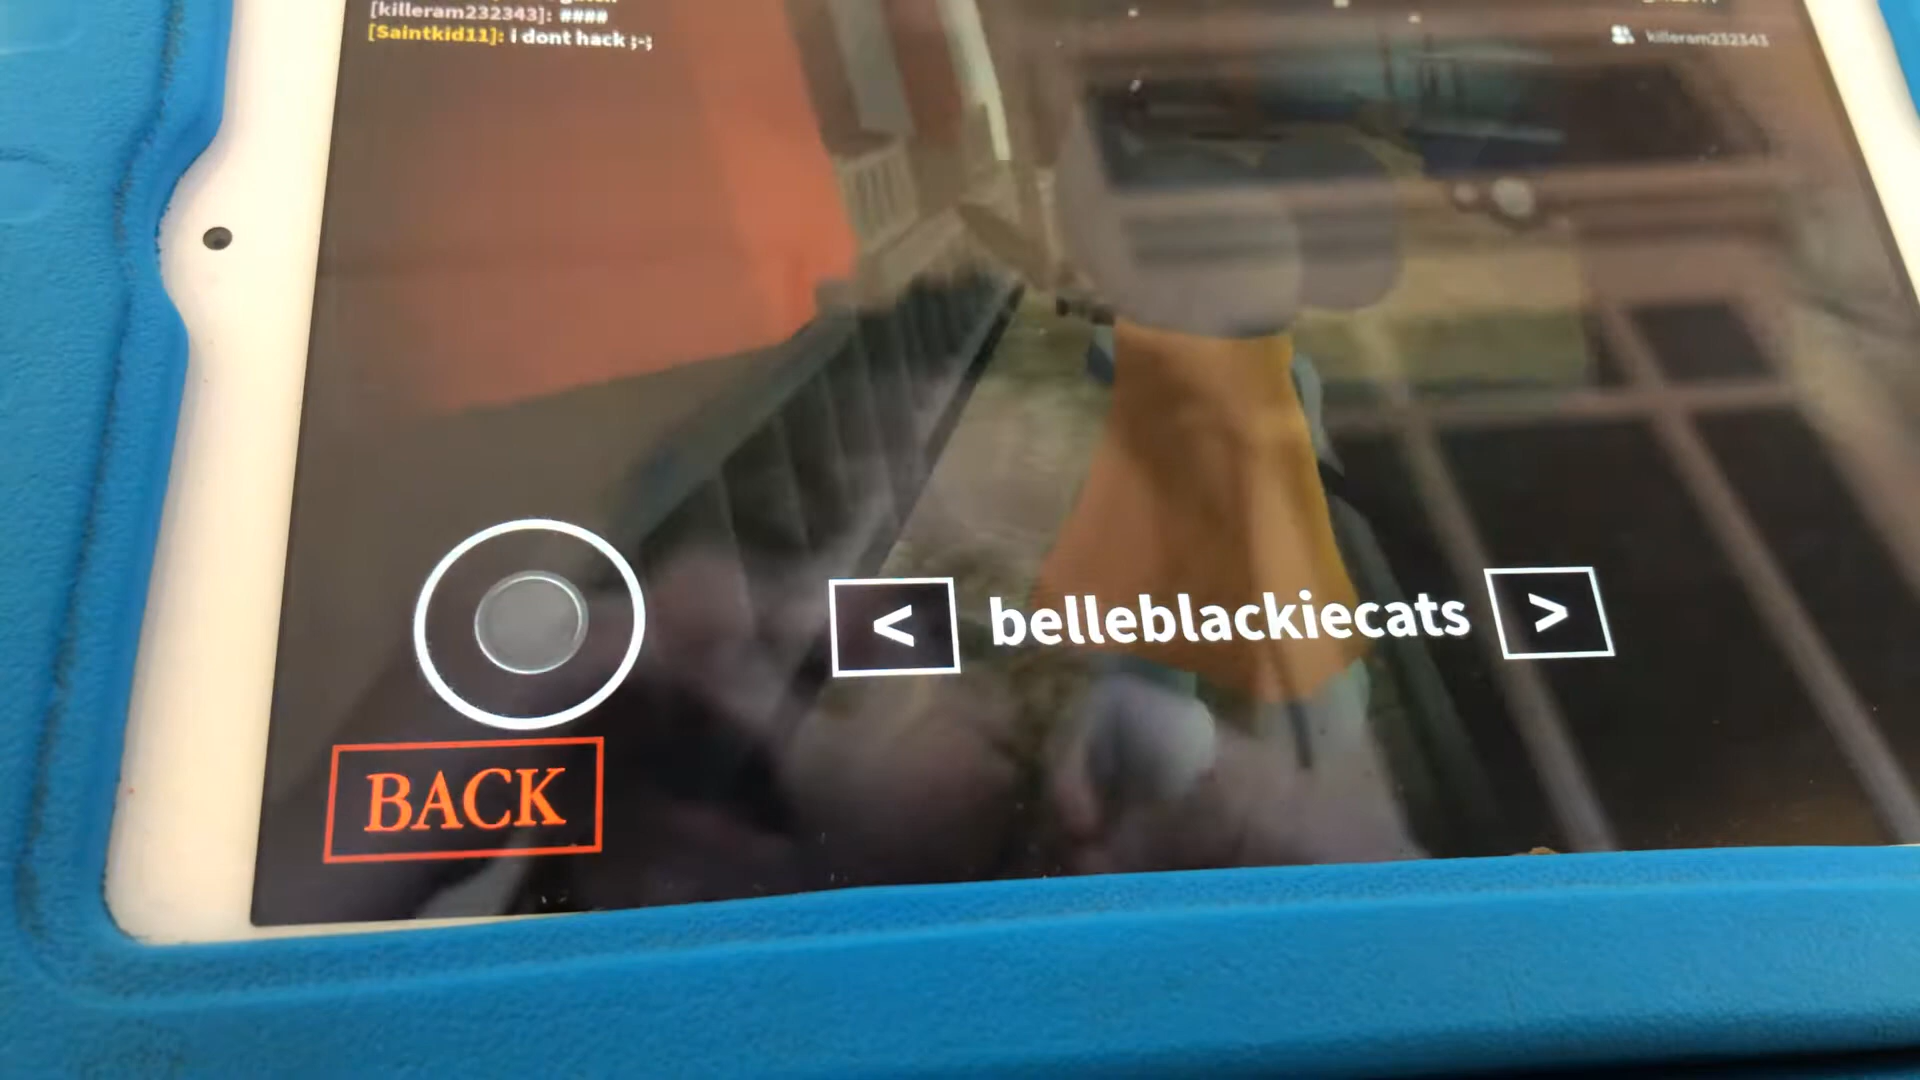 [killeram232343]: ####
[Saintkid11]: i dont hack ;-;
killeram232343
< belleblackiecats >
BACK